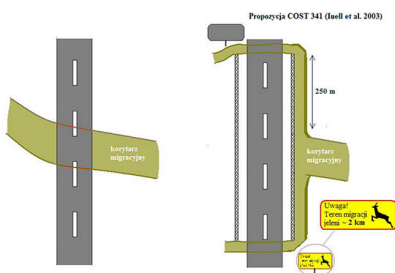 Propozycja COST 341 (Iuell et al. 2003)
250 m
korytarz
migracyjny
korytarz
migracyjny
Uwaga!
Teren migracji
jeleni ~ 2 km